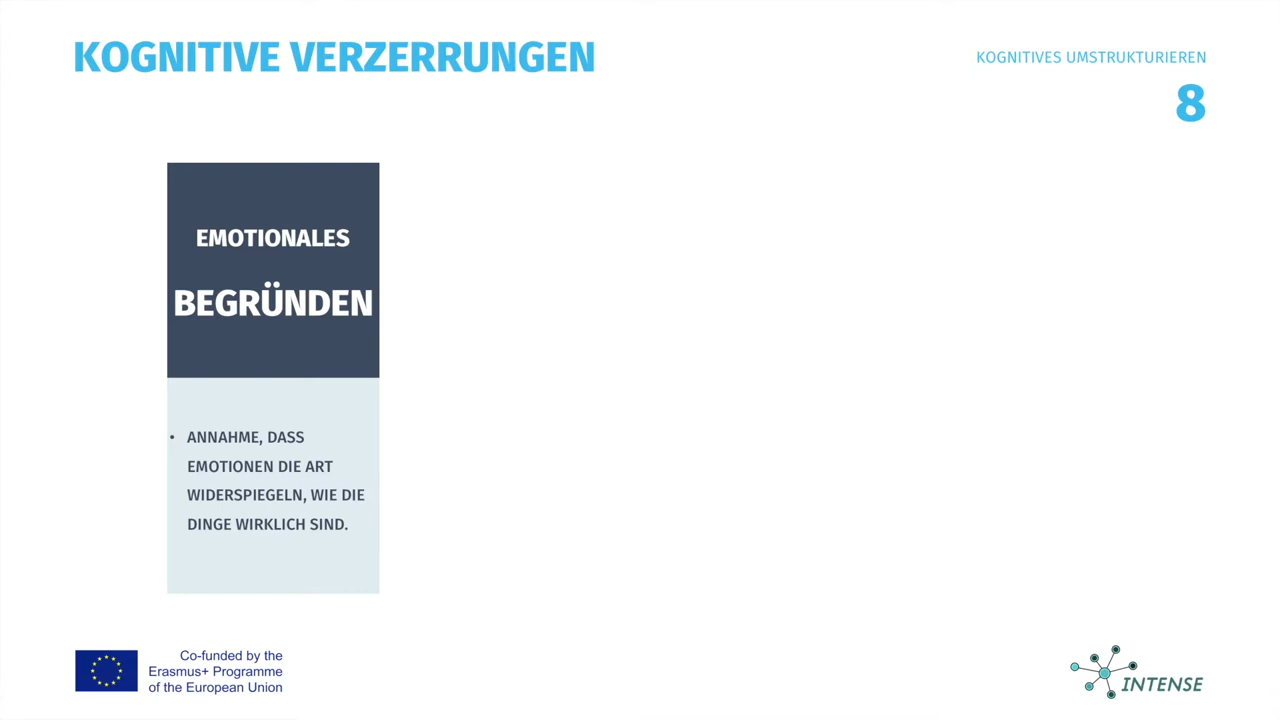 KOGNITIVE VERZERRUNGEN
KOGNITIVES UMSTRUKTURIEREN
8
EMOTIONALES
BEGRÜNDEN
• ANNAHME, DASS
EMOTIONEN DIE ART
WIDERSPIEGELN, WIE DIE
DINGE WIRKLICH SIND.
Co-funded by the
Erasmus+ Programme
of the European Union
INTENSE